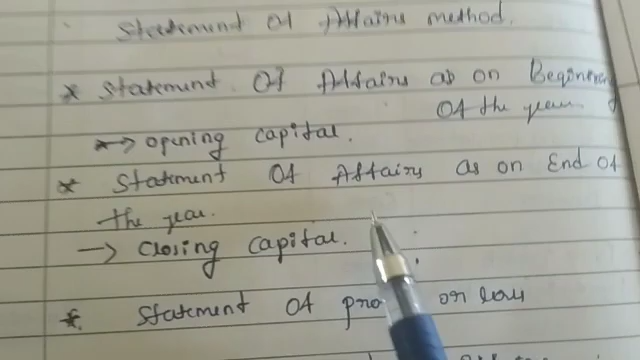 Statement Of Affairs method.
* Statement Of Affairs as on Beginning
Of the year
→ opening capital.
* Statement Of Affairs as on End Of
the year.
→ closing capital.
* Statement Of or loss